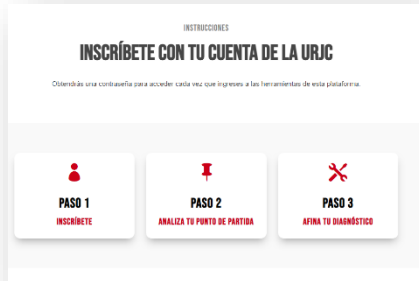 INSTRUCCIONES
INSCRÍBETE CON TU CUENTA DE LA URJC
Obtendrás una contraseña para acceder cada vez que ingreses a las herramientas de esta plataforma.
PASO 1
INSCRÍBETE
PASO 2
ANALIZA TU PUNTO DE PARTIDA
PASO 3
AFINA TU DIAGNÓSTICO